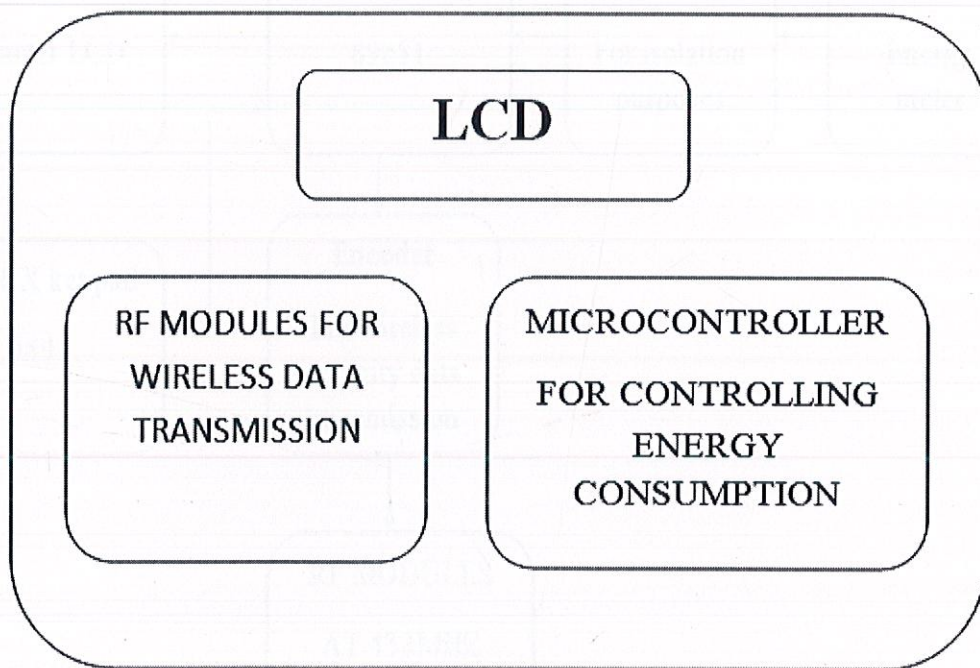 LCD
RF MODULES FOR
WIRELESS DATA
TRANSMISSION
MICROCONTROLLER
FOR CONTROLLING
ENERGY
CONSUMPTION